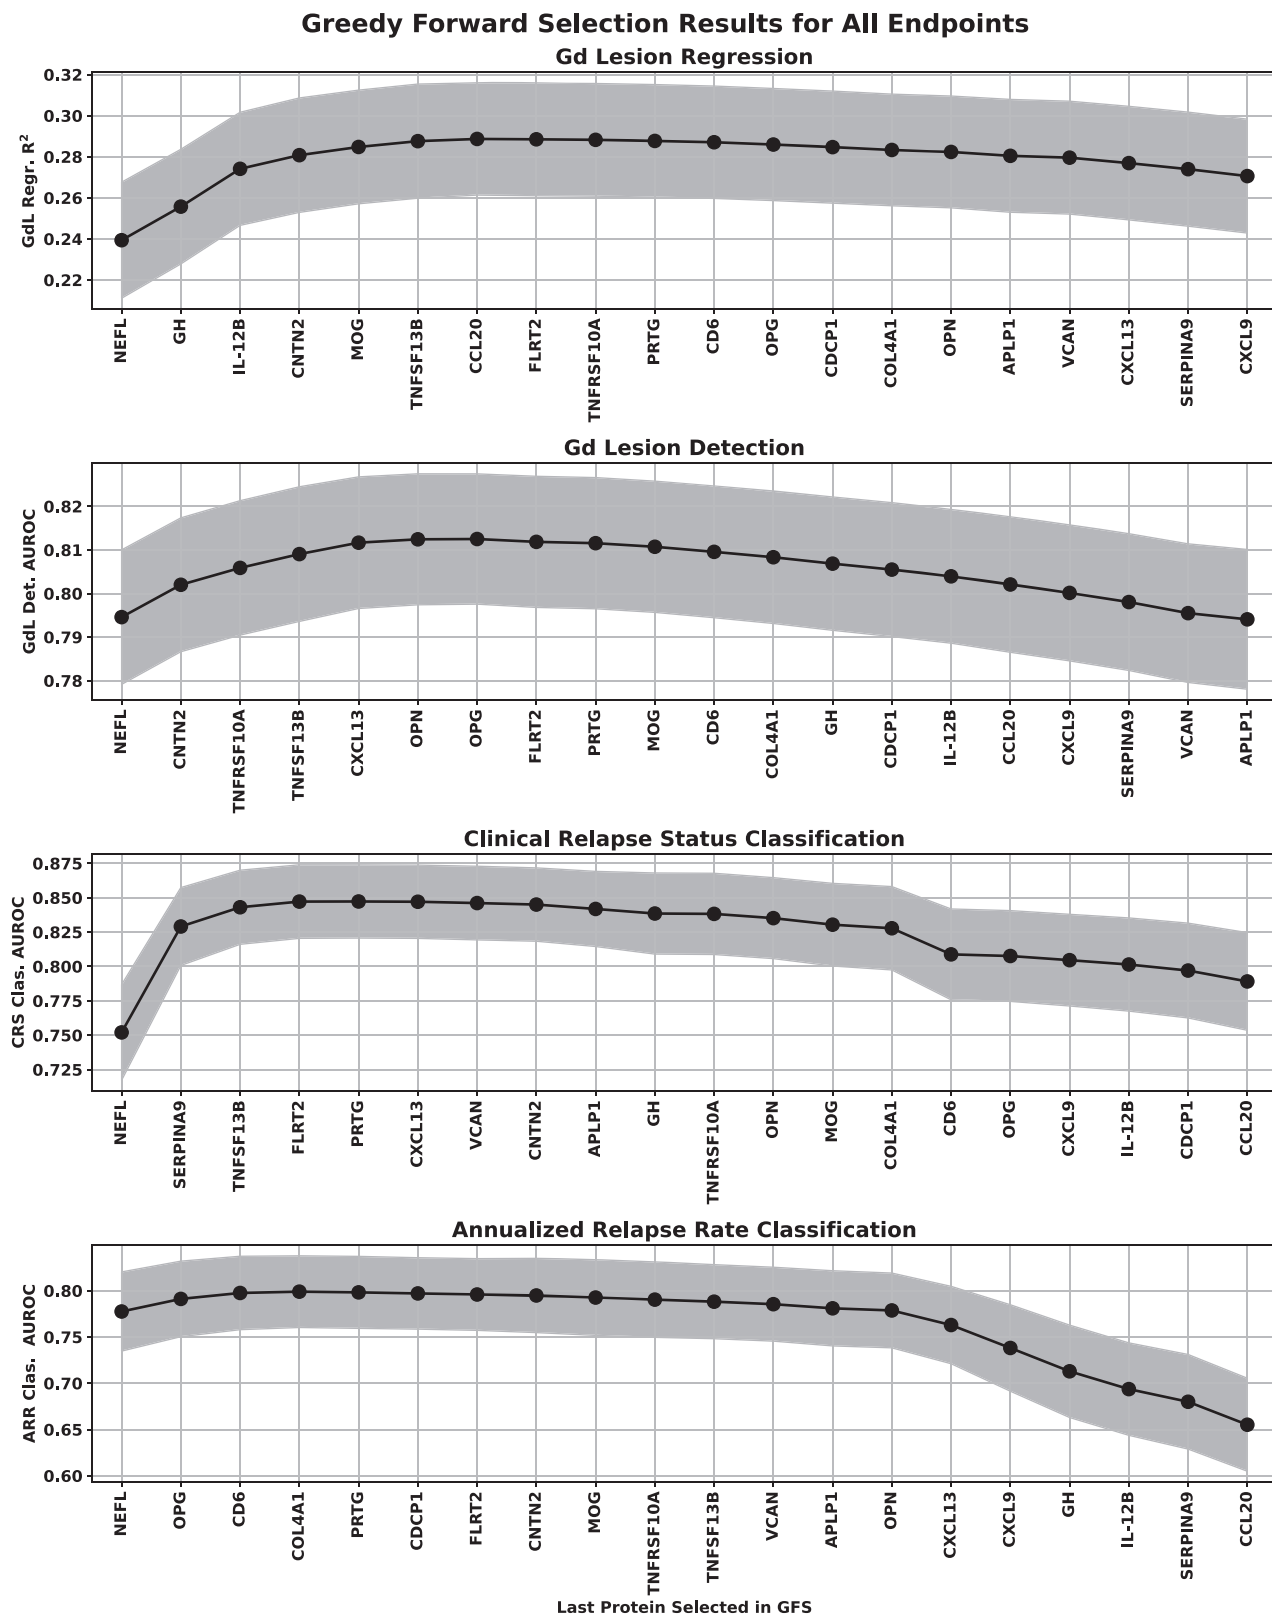 Greedy Forward Selection Results for All Endpoints
Gd Lesion Regression
GdL Regr. R²
0.32
0.30
0.28
0.26
0.24
0.22
NEFL
GH
IL-12B
CNTN2
MOG
TNFSF13B
CCL20
FLRT2
TNFRSF10A
PRTG
CD6
OPG
CDCP1
COL4A1
OPN
APLP1
VCAN
CXCL13
SERPINA9
CXCL9
Gd Lesion Detection
GdL Det. AUROC
0.82
0.81
0.80
0.79
0.78
NEFL
CNTN2
TNFRSF10A
TNFSF13B
CXCL13
OPN
OPG
FLRT2
PRTG
MOG
CD6
COL4A1
GH
CDCP1
IL-12B
CCL20
CXCL9
SERPINA9
VCAN
APLP1
Clinical Relapse Status Classification
CRS Clas. AUROC
0.875
0.850
0.825
0.800
0.775
0.750
0.725
NEFL
SERPINA9
TNFSF13B
FLRT2
PRTG
CXCL13
VCAN
CNTN2
APLP1
GH
TNFRSF10A
OPN
MOG
COL4A1
CD6
OPG
CXCL9
IL-12B
CDCP1
CCL20
Annualized Relapse Rate Classification
ARR Clas. AUROC
0.80
0.75
0.70
0.65
0.60
NEFL
OPG
CD6
COL4A1
PRTG
CDCP1
FLRT2
CNTN2
MOG
TNFRSF10A
TNFSF13B
VCAN
APLP1
OPN
CXCL13
CXCL9
GH
IL-12B
SERPINA9
CCL20
Last Protein Selected in GFS